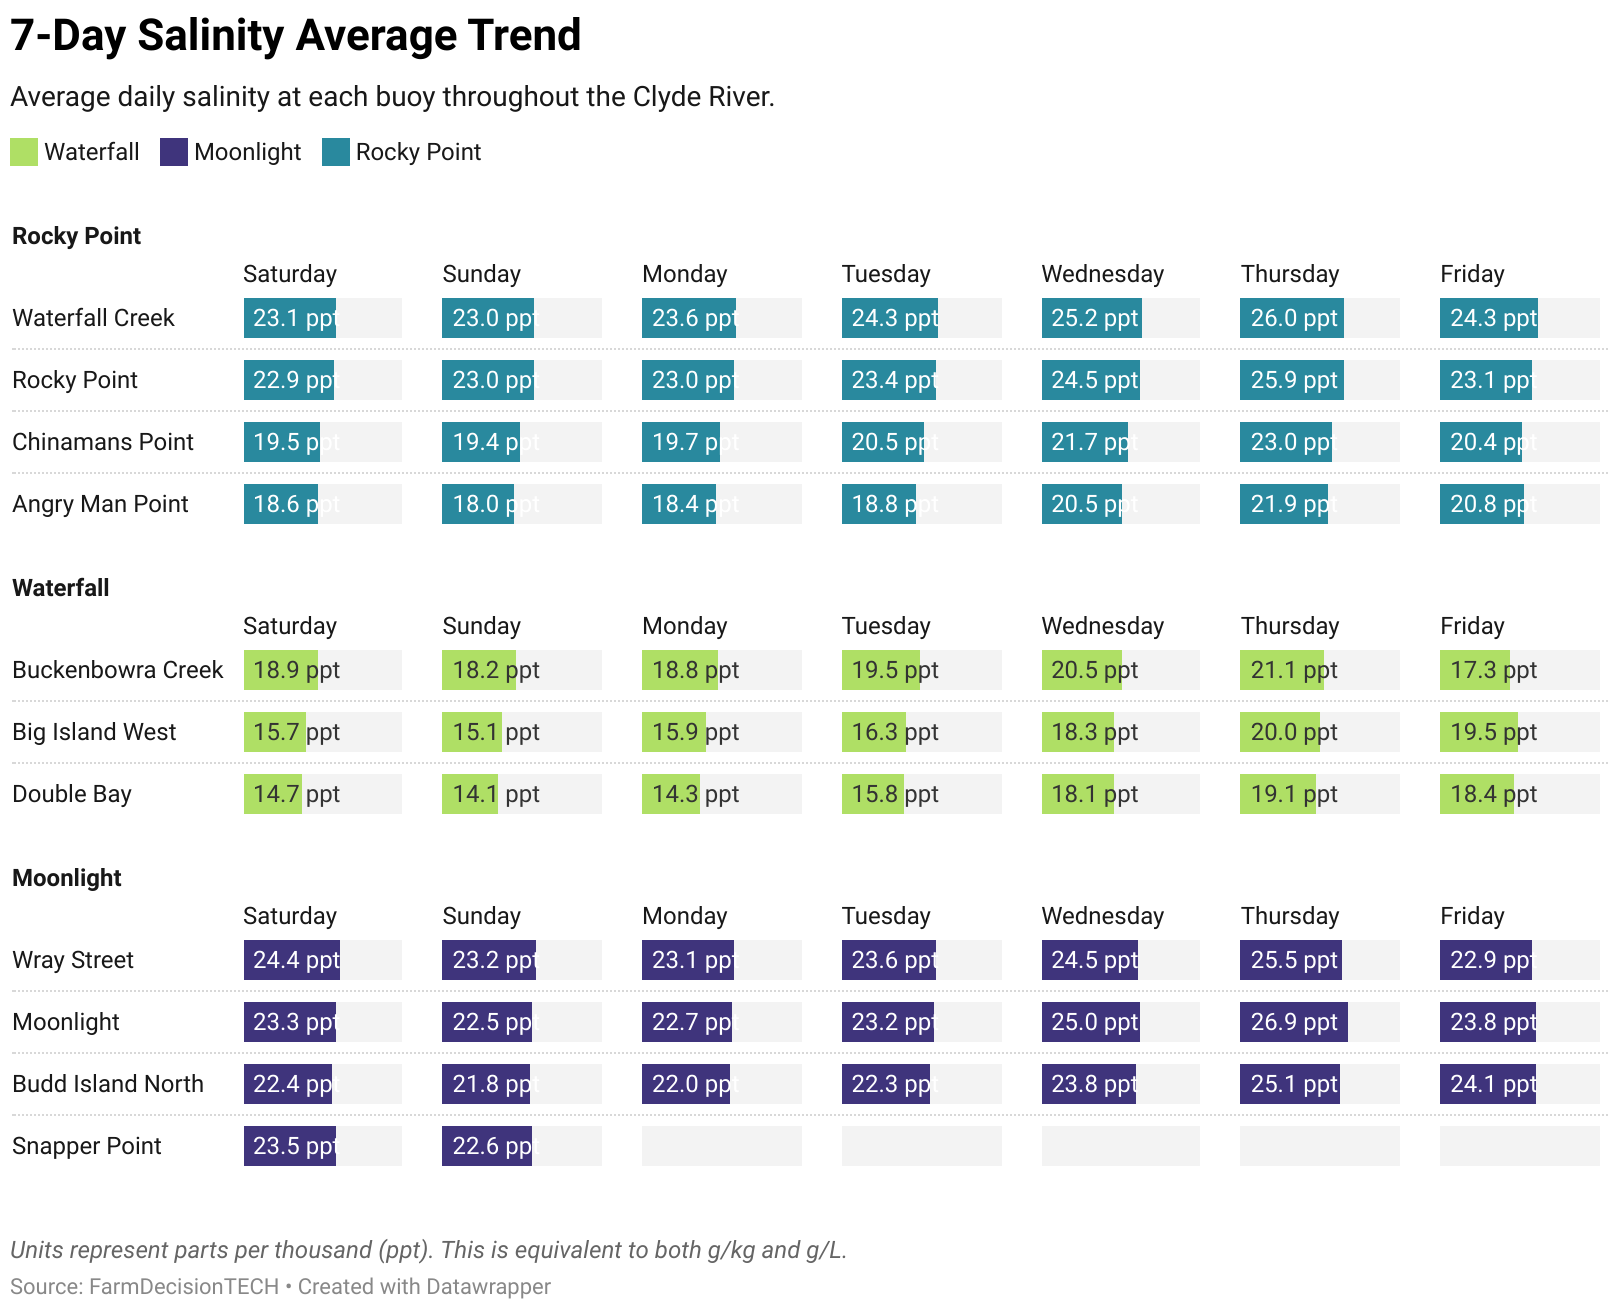 7-Day Salinity Average Trend
Average daily salinity at each buoy throughout the Clyde River.
Waterfall Moonlight Rocky Point
Rocky Point
Saturday Sunday Monday Tuesday Wednesday Thursday Friday
Waterfall Creek 23.1 ppt 23.0 ppt 23.6 ppt 24.3 ppt 25.2 ppt 26.0 ppt 24.3 ppt
Rocky Point 22.9 ppt 23.0 ppt 23.0 ppt 23.4 ppt 24.5 ppt 25.9 ppt 23.1 ppt
Chinamans Point 19.5 ppt 19.4 ppt 19.7 ppt 20.5 ppt 21.7 ppt 23.0 ppt 20.4 ppt
Angry Man Point 18.6 ppt 18.0 ppt 18.4 ppt 18.8 ppt 20.5 ppt 21.9 ppt 20.8 ppt
Waterfall
Saturday Sunday Monday Tuesday Wednesday Thursday Friday
Buckenbowra Creek 18.9 ppt 18.2 ppt 18.8 ppt 19.5 ppt 20.5 ppt 21.1 ppt 17.3 ppt
Big Island West 15.7 ppt 15.1 ppt 15.9 ppt 16.3 ppt 18.3 ppt 20.0 ppt 19.5 ppt
Double Bay 14.7 ppt 14.1 ppt 14.3 ppt 15.8 ppt 18.1 ppt 19.1 ppt 18.4 ppt
Moonlight
Saturday Sunday Monday Tuesday Wednesday Thursday Friday
Wray Street 24.4 ppt 23.2 ppt 23.1 ppt 23.6 ppt 24.5 ppt 25.5 ppt 22.9 ppt
Moonlight 23.3 ppt 22.5 ppt 22.7 ppt 23.2 ppt 25.0 ppt 26.9 ppt 23.8 ppt
Budd Island North 22.4 ppt 21.8 ppt 22.0 ppt 22.3 ppt 23.8 ppt 25.1 ppt 24.1 ppt
Snapper Point 23.5 ppt 22.6 ppt
Units represent parts per thousand (ppt). This is equivalent to both g/kg and g/L.
Source: FarmDecisionTECH • Created with Datawrapper